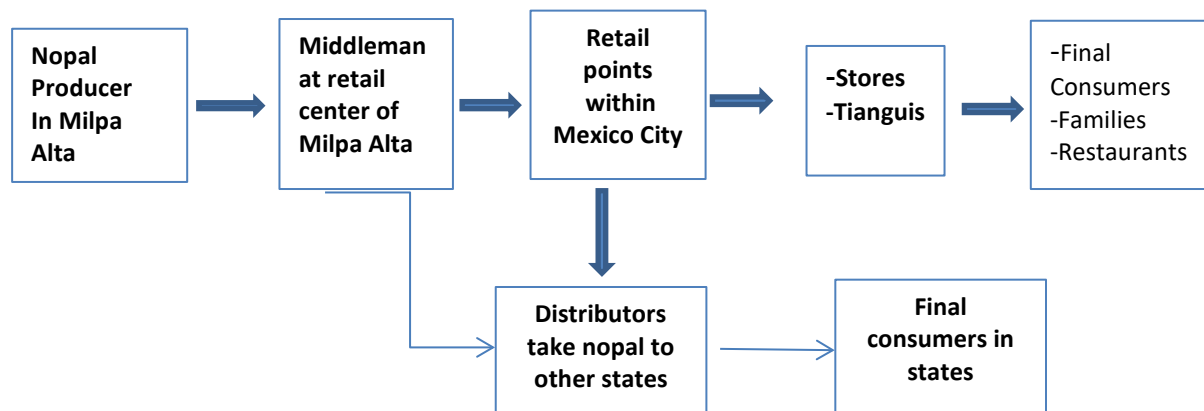 Nopal
Producer
In Milpa
Alta
Middleman
at retail
center of
Milpa Alta
Retail
points
within
Mexico City
-Stores
-Tianguis
-Final
Consumers
-Families
-Restaurants
Distributors
take nopal to
other states
Final
consumers in
states